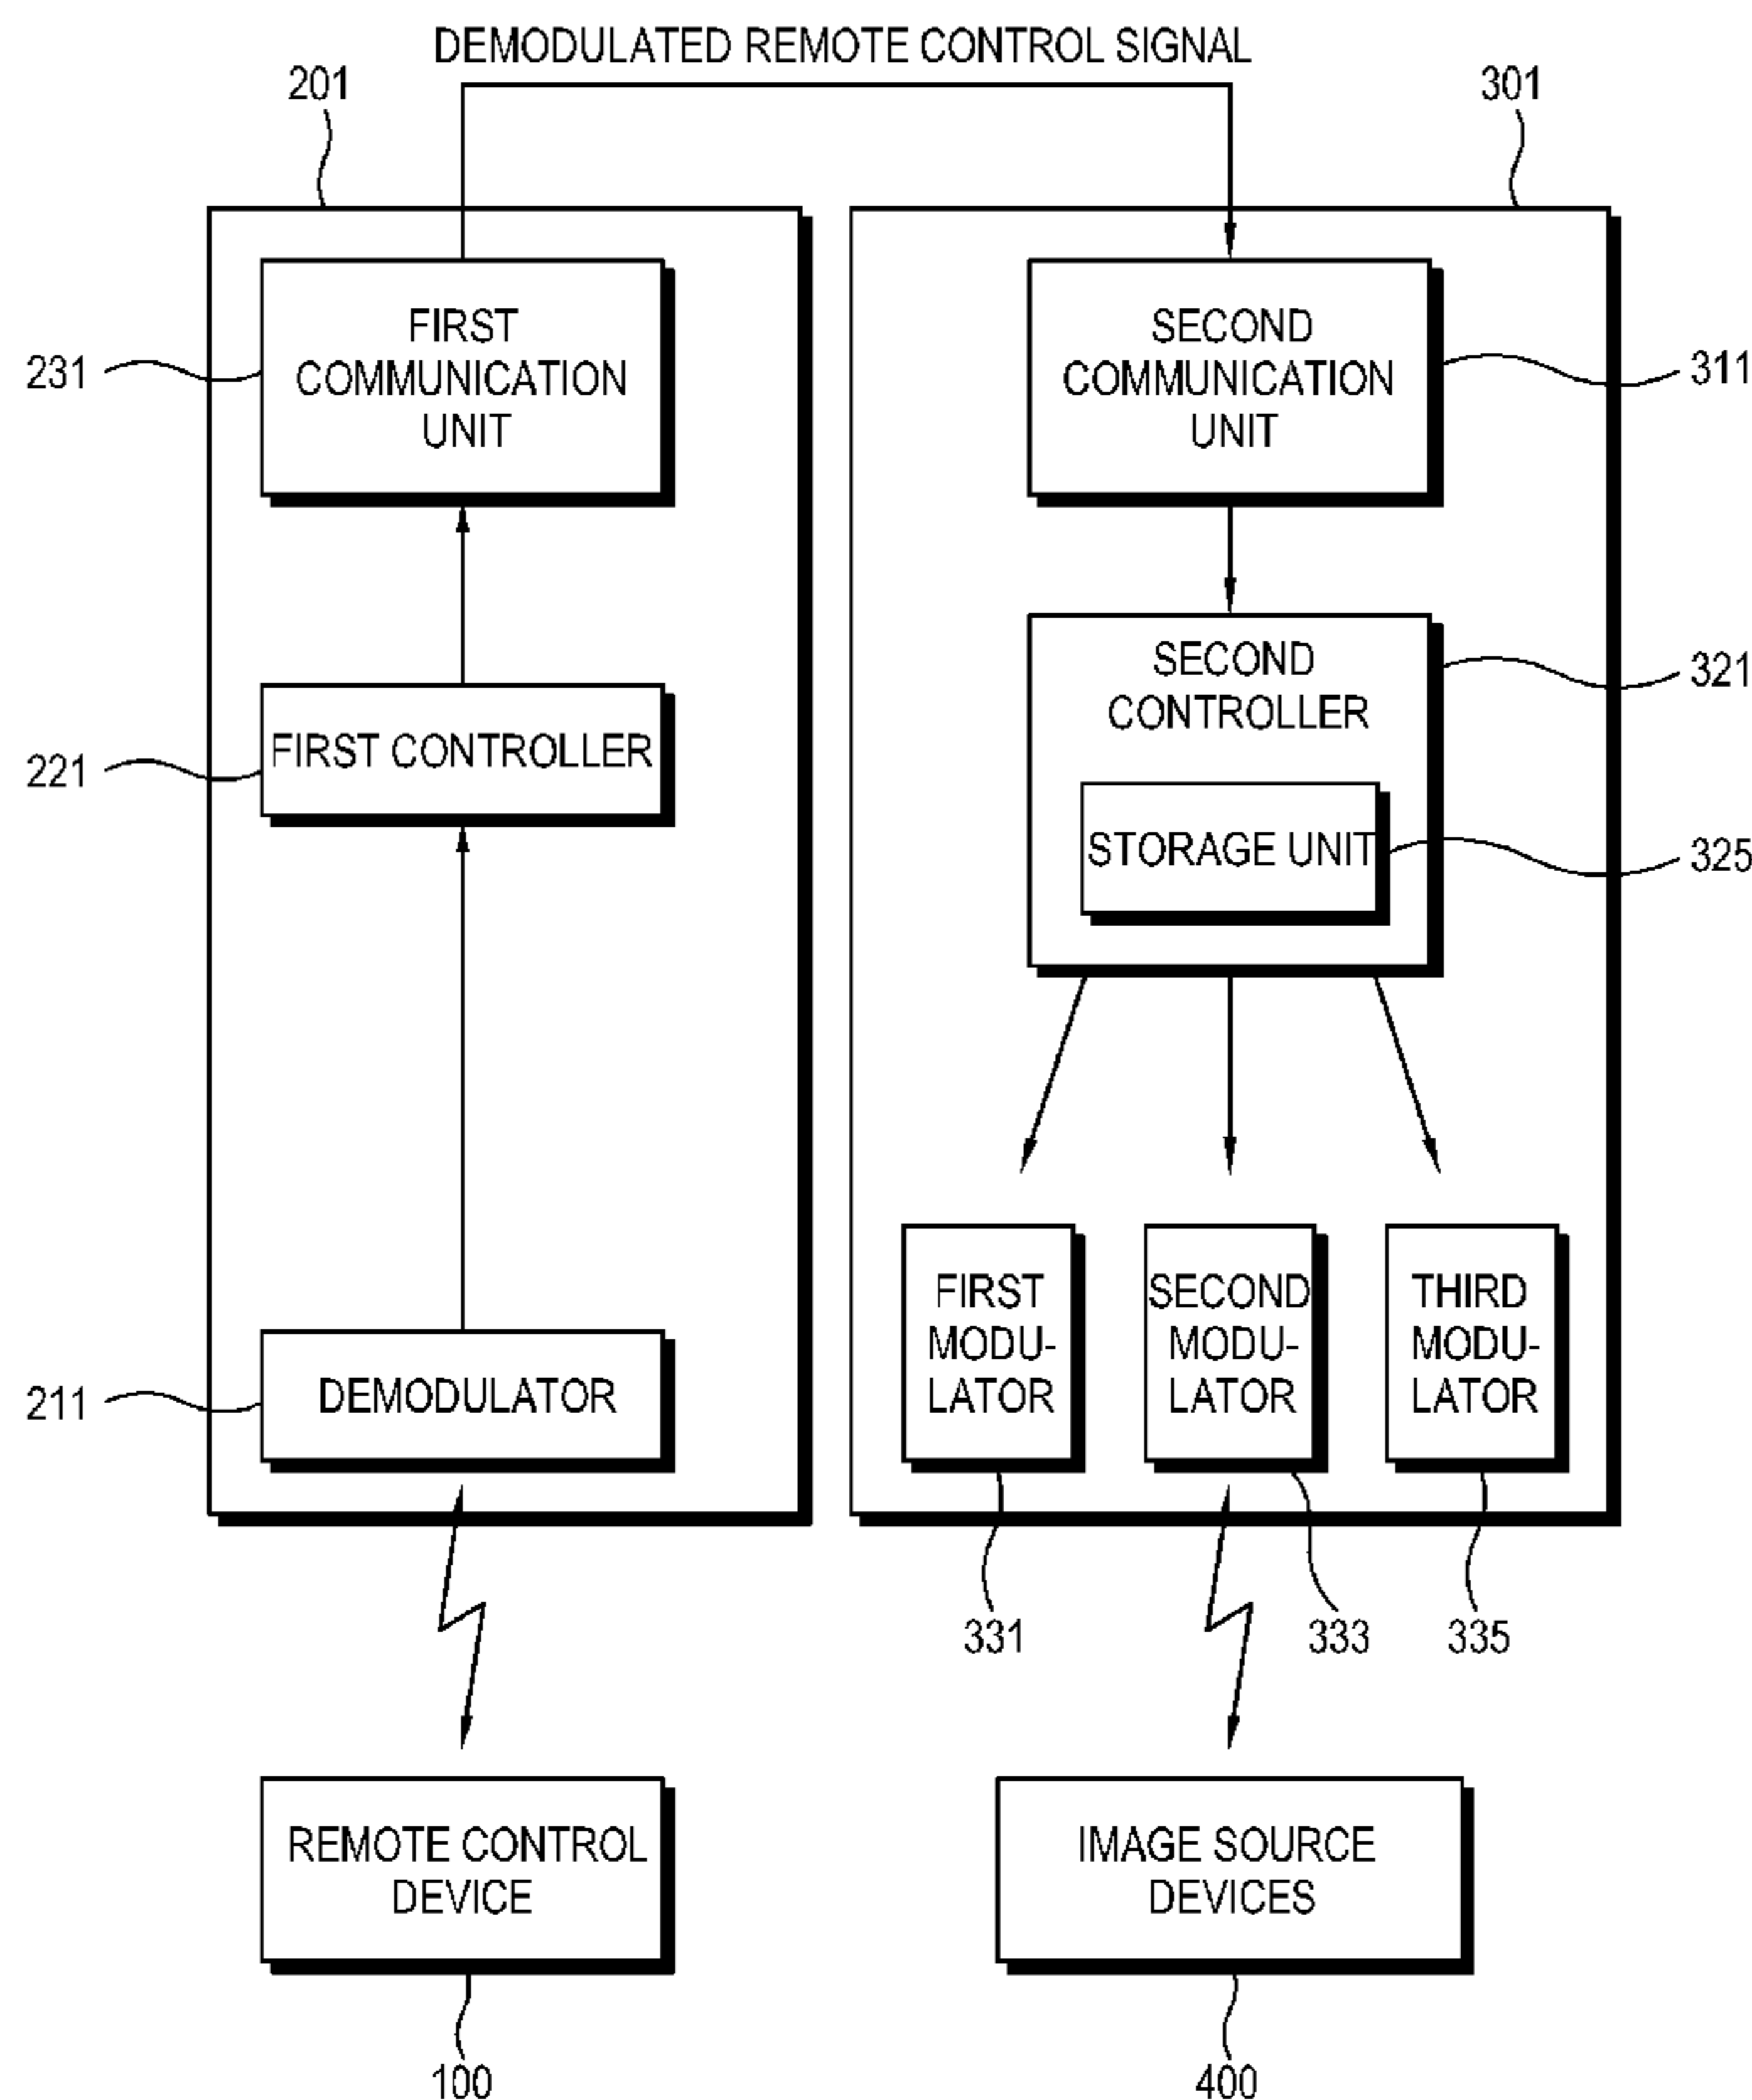 DEMODULATED REMOTE CONTROL SIGNAL
201
301
FIRST
COMMUNICATION
UNIT
231
SECOND
COMMUNICATION
UNIT
311
FIRST CONTROLLER
221
SECOND
CONTROLLER
321
STORAGE UNIT
325
DEMODULATOR
211
FIRST
MODU-
LATOR
SECOND
MODU-
LATOR
THIRD
MODU-
LATOR
331
333
335
REMOTE CONTROL
DEVICE
IMAGE SOURCE
DEVICES
100
400